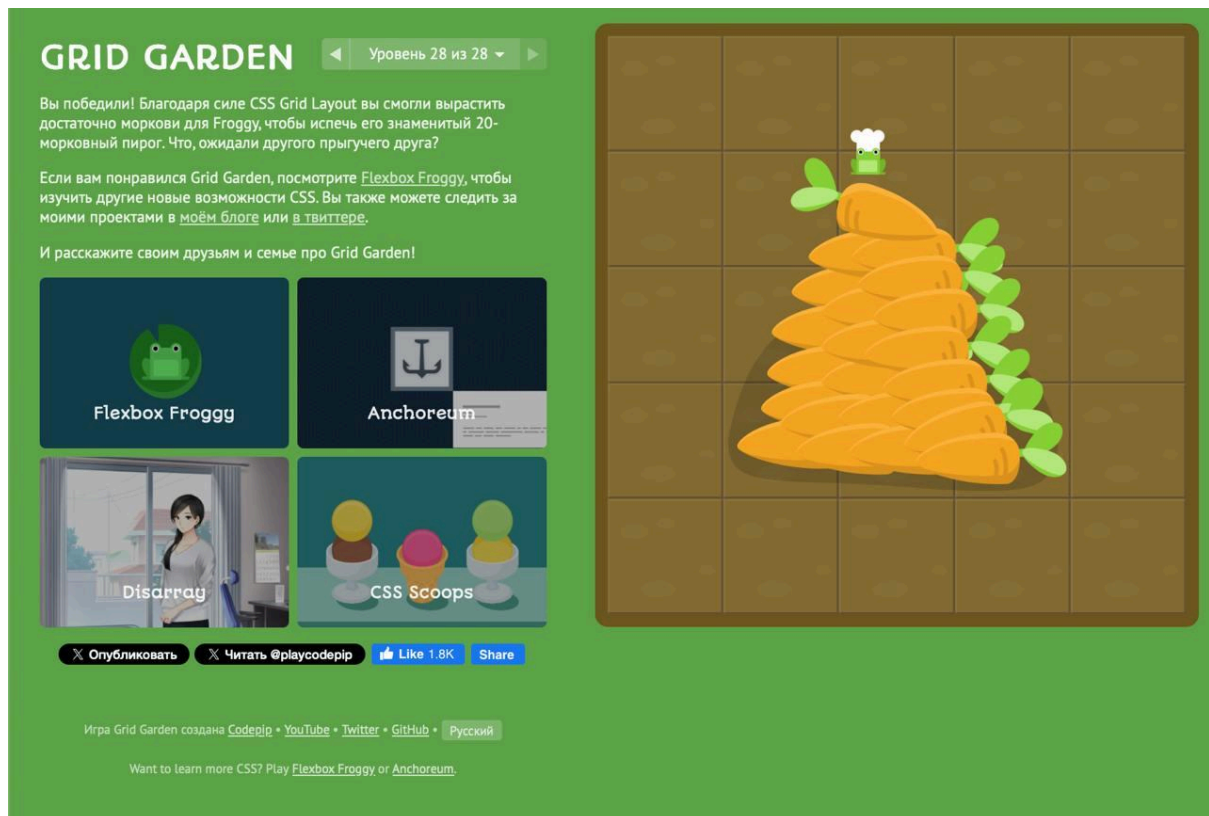 GRID GARDEN
Уровень 28 из 28
Вы победили! Благодаря силе CSS Grid Layout вы смогли вырастить
достаточно моркови для Froggy, чтобы испечь его знаменитый 20-
морковный пирог. Что, ожидали другого прыгучего друга?
Если вам понравился Grid Garden, посмотрите Flexbox Froggy, чтобы
изучить другие новые возможности CSS. Вы также можете следить за
моими проектами в моём блоге или в твиттере.
И расскажите своим друзьям и семье про Grid Garden!
Flexbox Froggy
Anchoreum
Disarray
CSS Scoops
Опубликовать
Читать @playcodepip
Like 1.8K
Share
Игра Grid Garden создана Codepip • YouTube • Twitter • GitHub • Русский
Want to learn more CSS? Play Flexbox Froggy or Anchoreum.